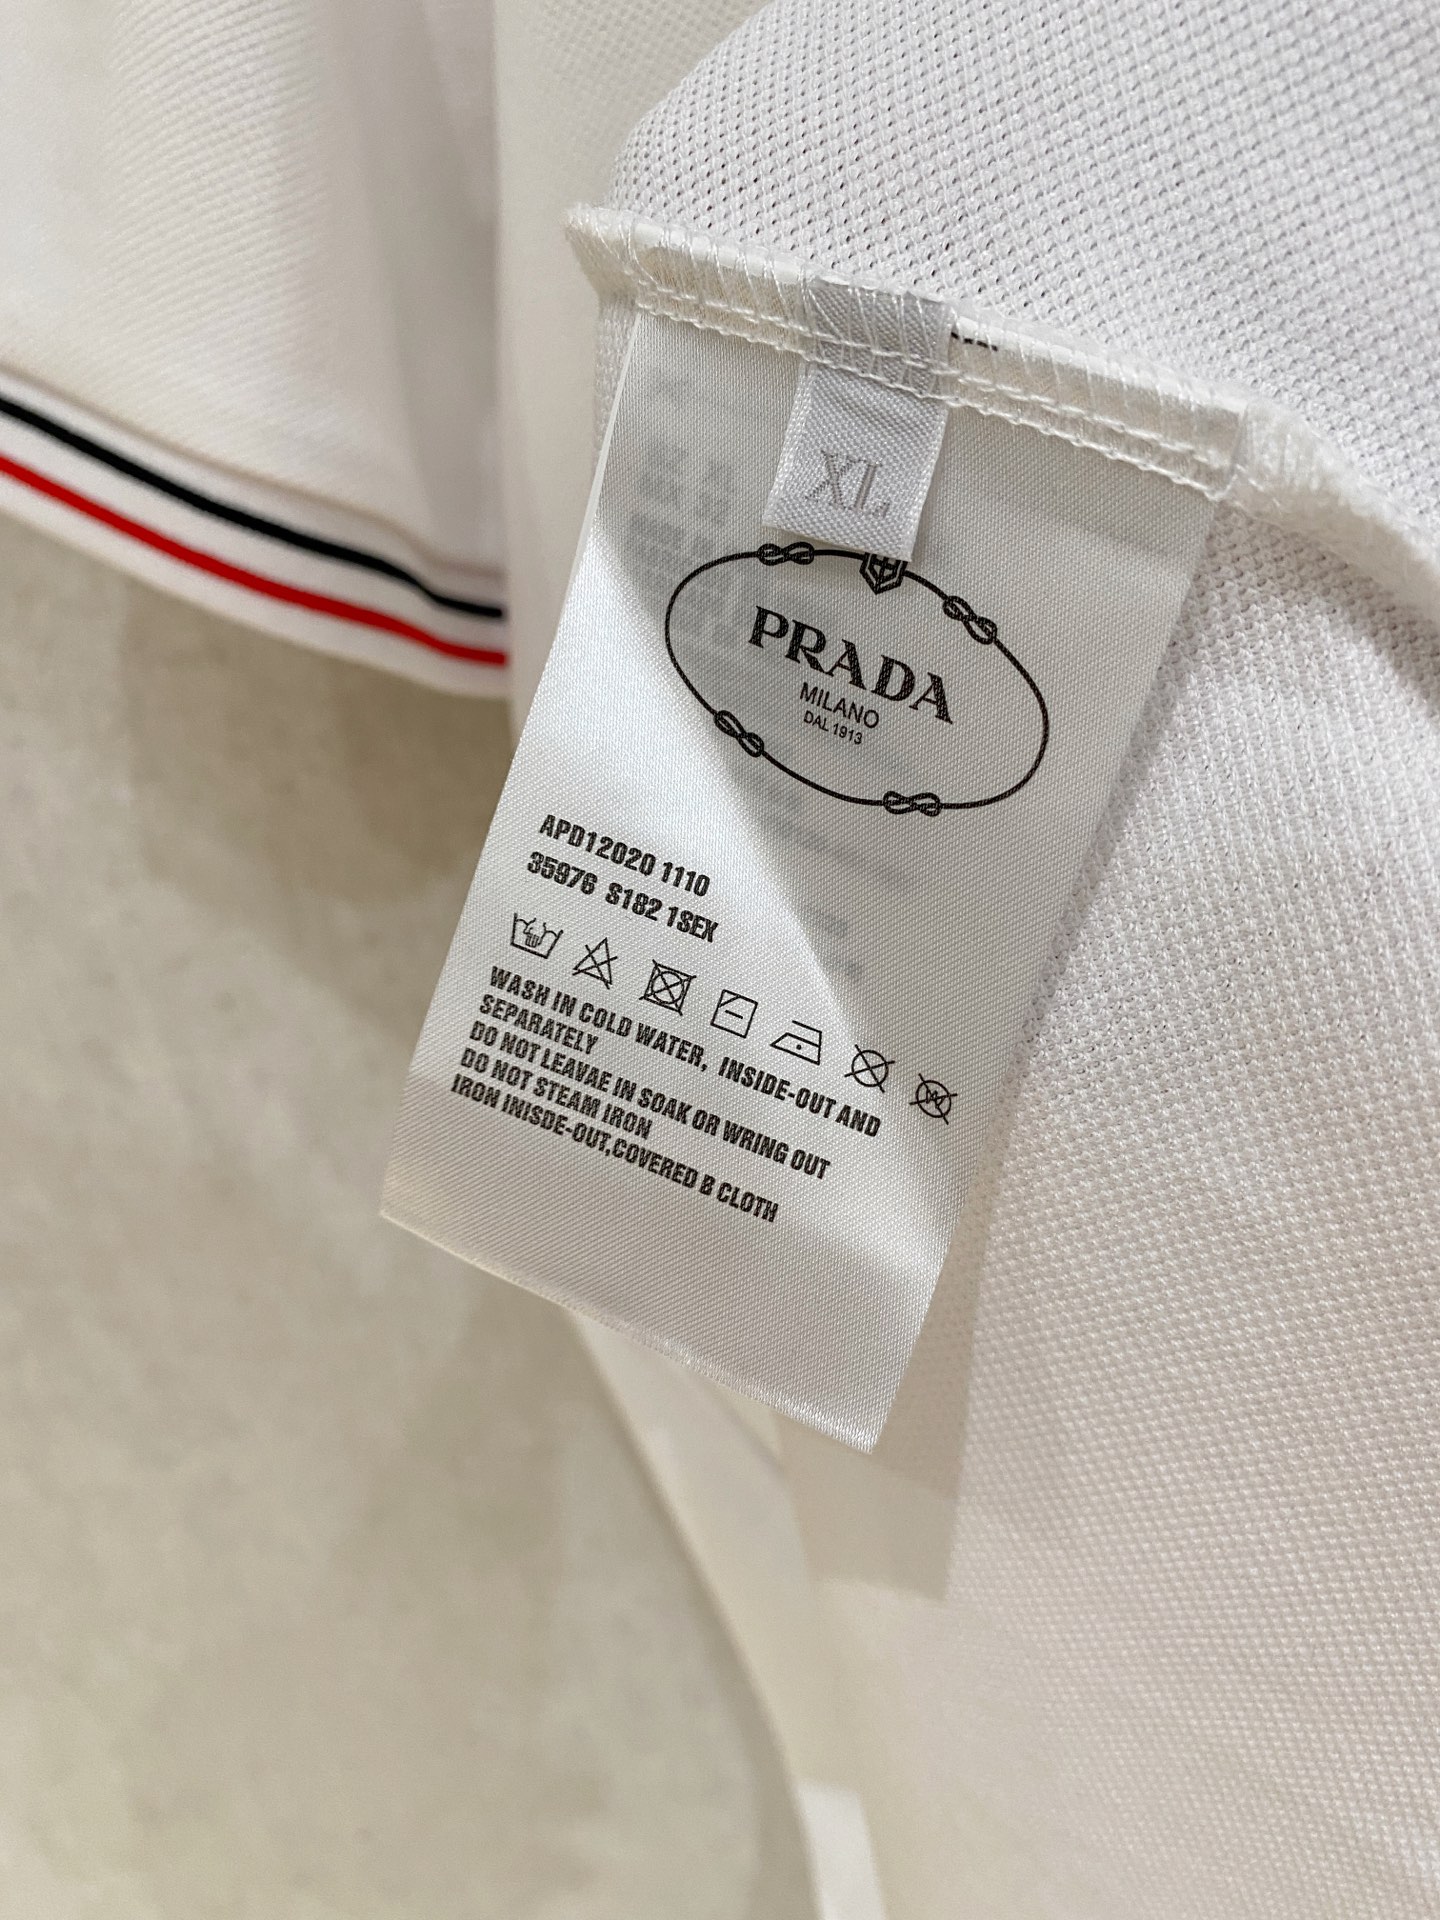 XL
PRADA
MILANO
DAL 1913
APD12020 1110
35976 S182 1SEX
WASH IN COLD WATER, INSIDE-OUT AND
SEPARATELY
DO NOT LEAVAE IN SOAK OR WRING OUT
DO NOT STEAM IRON
IRON INISDE-OUT,COVERED B CLOTH